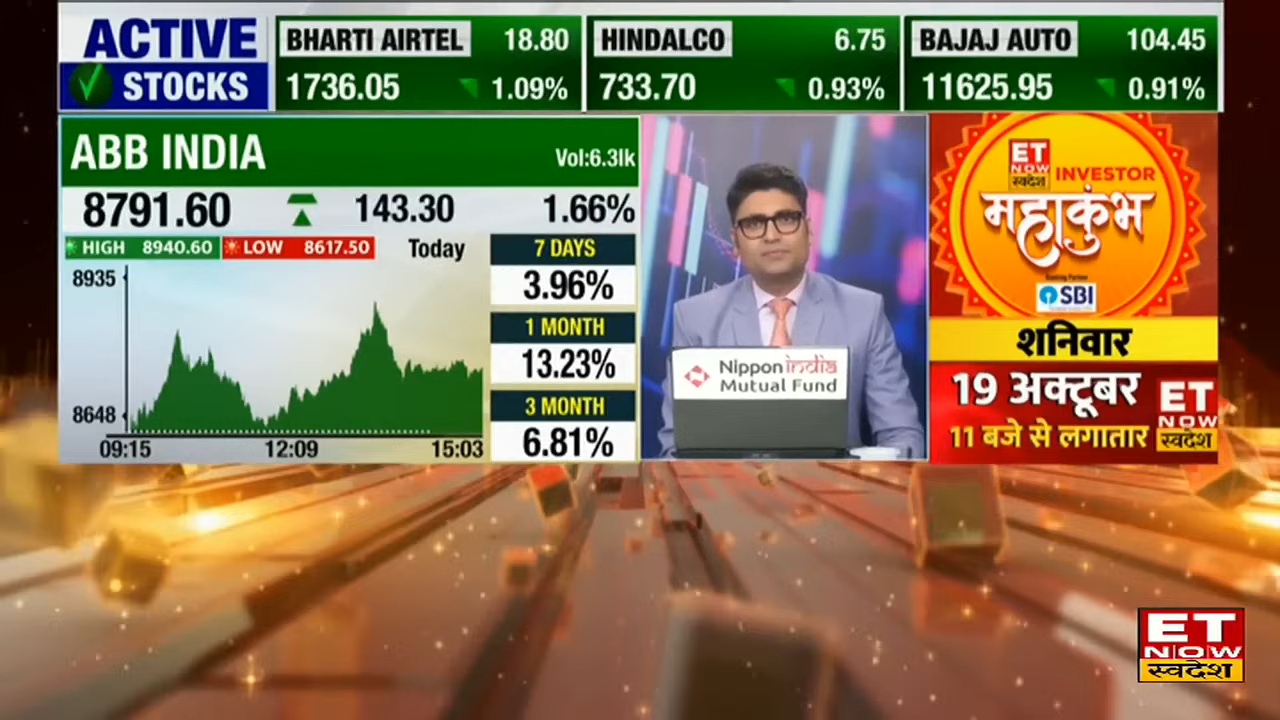 ACTIVE
STOCKS
BHARTI AIRTEL 18.80
1736.05 1.09%
HINDALCO 6.75
733.70 0.93%
BAJAJ AUTO 104.45
11625.95 0.91%
ABB INDIA Vol:6.3lk
8791.60 143.30 1.66%
HIGH 8940.60 LOW 8617.50 Today
8935
8648
09:15 12:09 15:03
7 DAYS
3.96%
1 MONTH
13.23%
3 MONTH
6.81%
Nippon india
Mutual Fund
ET
NOW
स्वदेश
INVESTOR
महाकुंभ
SBI
शनिवार
19 अक्टूबर
11 बजे से लगातार
ET
NOW
स्वदेश
ET
NOW
स्वदेश